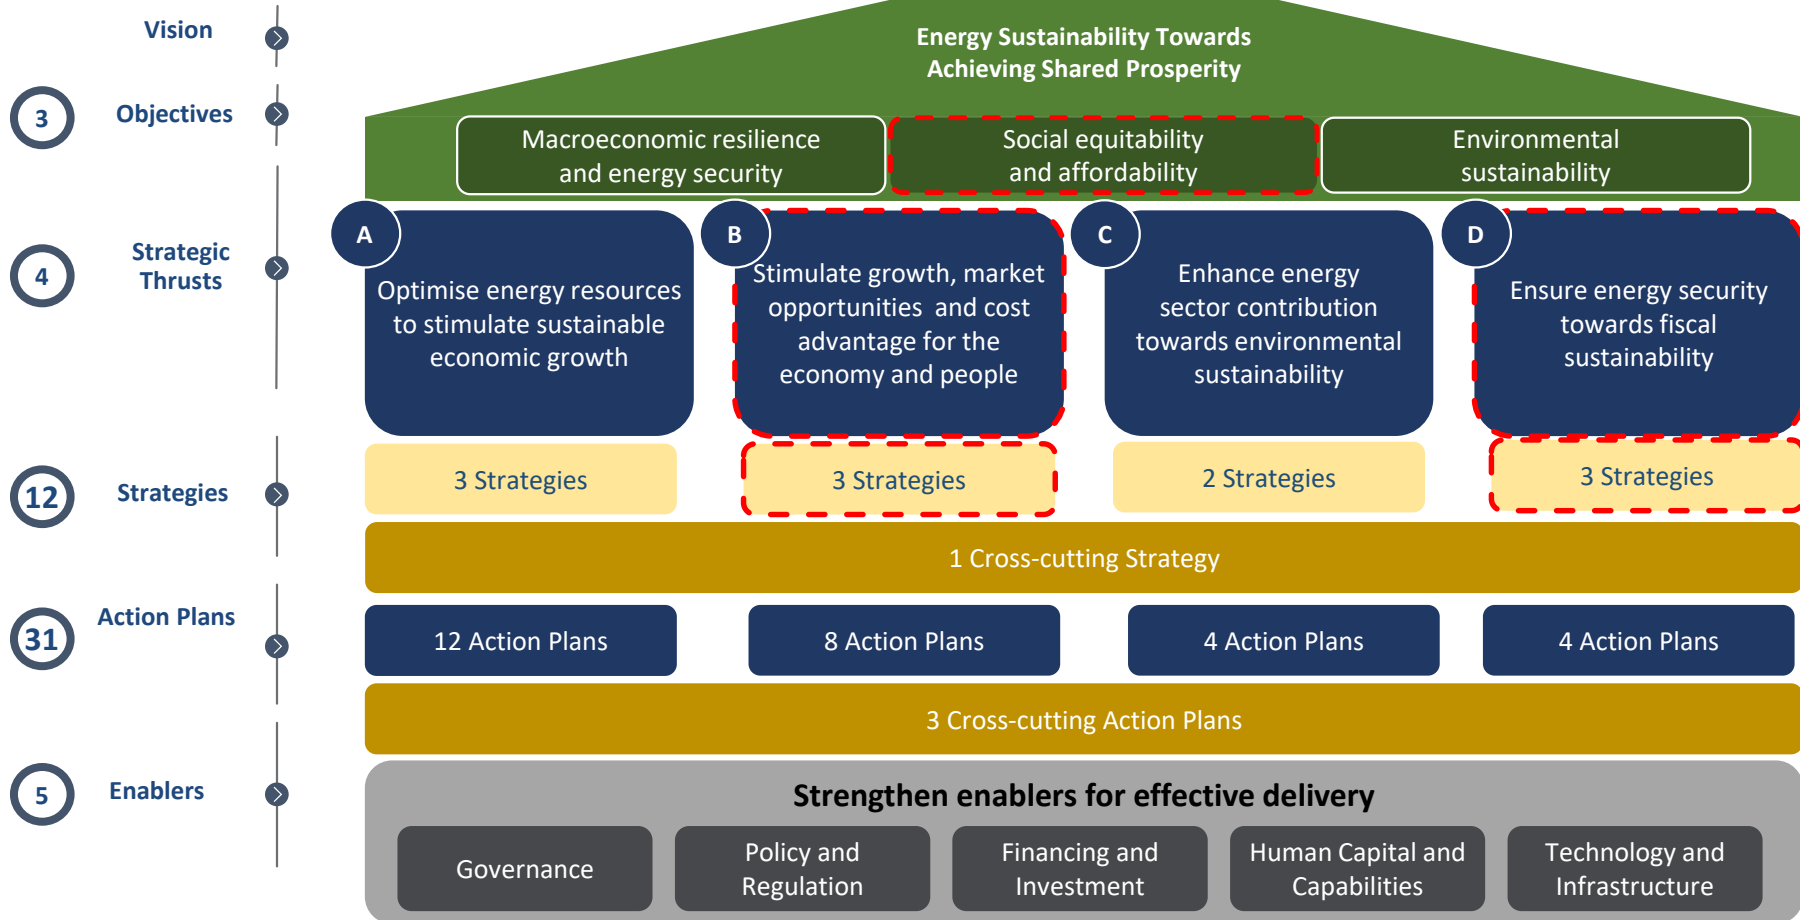 Vision
Energy Sustainability Towards
Achieving Shared Prosperity
3
Objectives
Macroeconomic resilience
and energy security
Social equitability
and affordability
Environmental
sustainability
4
Strategic
Thrusts
A
Optimise energy resources
to stimulate sustainable
economic growth
B
Stimulate growth, market
opportunities and cost
advantage for the
economy and people
C
Enhance energy
sector contribution
towards environmental
sustainability
D
Ensure energy security
towards fiscal
sustainability
12
Strategies
3 Strategies
3 Strategies
2 Strategies
3 Strategies
1 Cross-cutting Strategy
31
Action Plans
12 Action Plans
8 Action Plans
4 Action Plans
4 Action Plans
3 Cross-cutting Action Plans
5
Enablers
Strengthen enablers for effective delivery
Governance
Policy and
Regulation
Financing and
Investment
Human Capital and
Capabilities
Technology and
Infrastructure